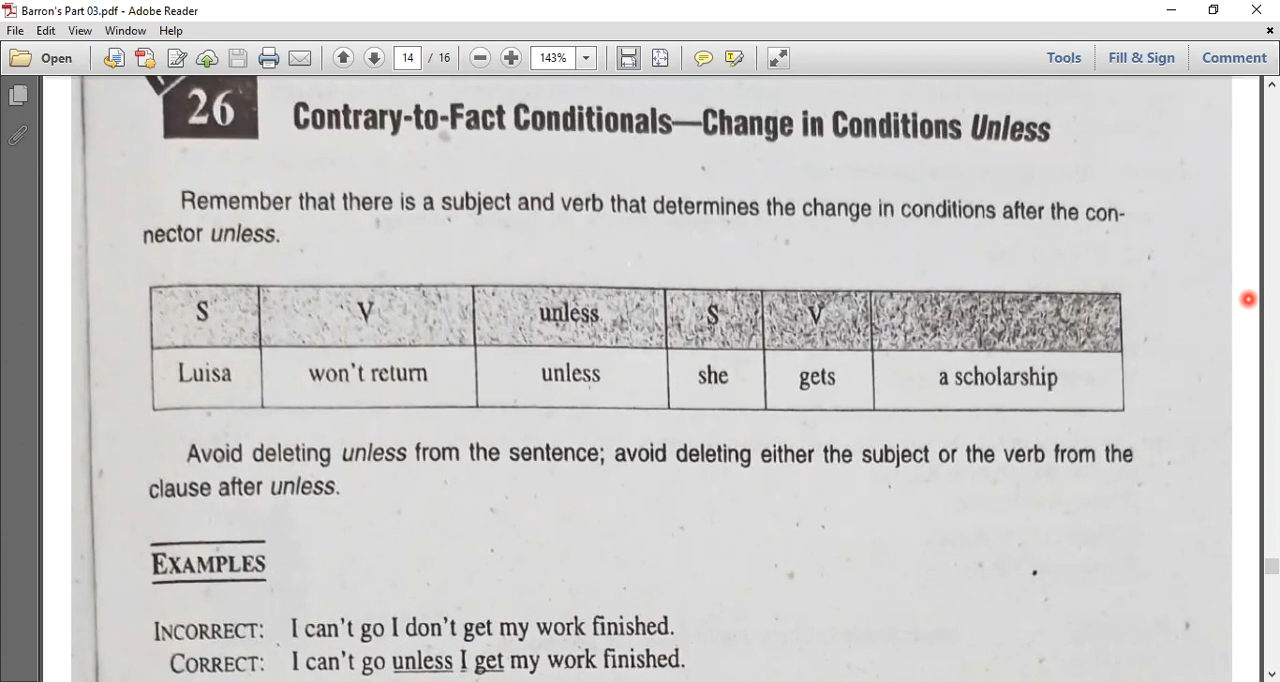 Barron's Part 03.pdf - Adobe Reader
File Edit View Window Help
Open 14 / 16 143% Tools Fill & Sign Comment
26 Contrary-to-Fact Conditionals—Change in Conditions Unless
Remember that there is a subject and verb that determines the change in conditions after the con-
nector unless.
S V unless S V
Luisa won't return unless she gets a scholarship
Avoid deleting unless from the sentence; avoid deleting either the subject or the verb from the
clause after unless.
EXAMPLES
INCORRECT: I can't go I don't get my work finished.
CORRECT: I can't go unless I get my work finished.